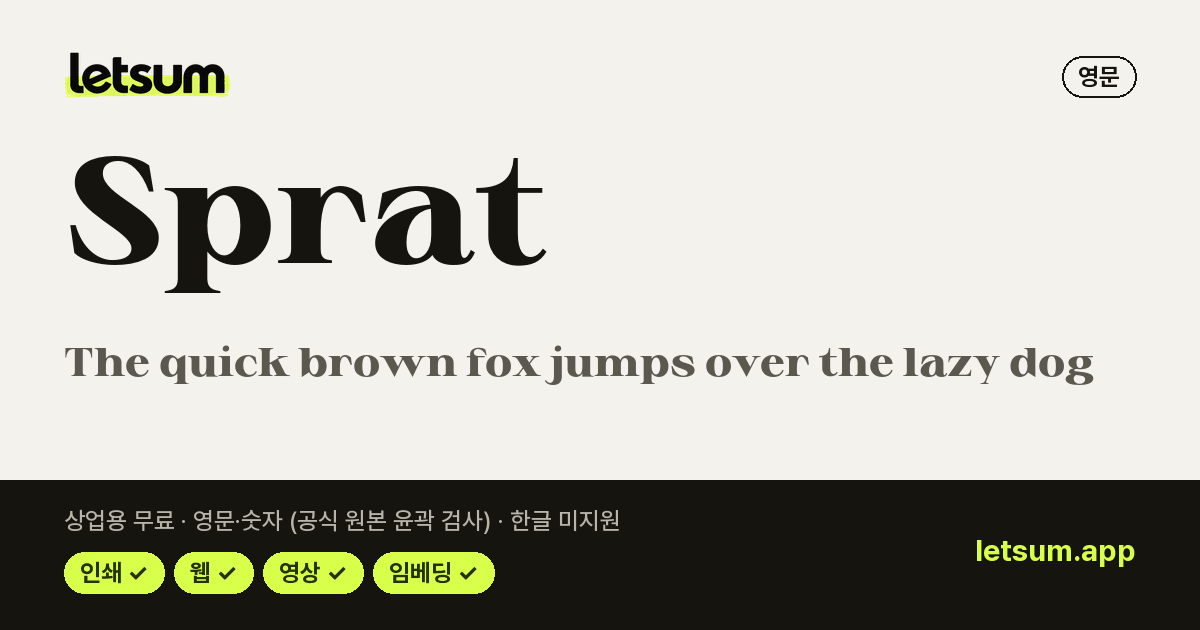 letsum
영문
Sprat
The quick brown fox jumps over the lazy dog
상업용 무료 · 영문·숫자 (공식 원본 윤곽 검사) · 한글 미지원
인쇄 ✓ 웹 ✓ 영상 ✓ 임베딩 ✓
letsum.app